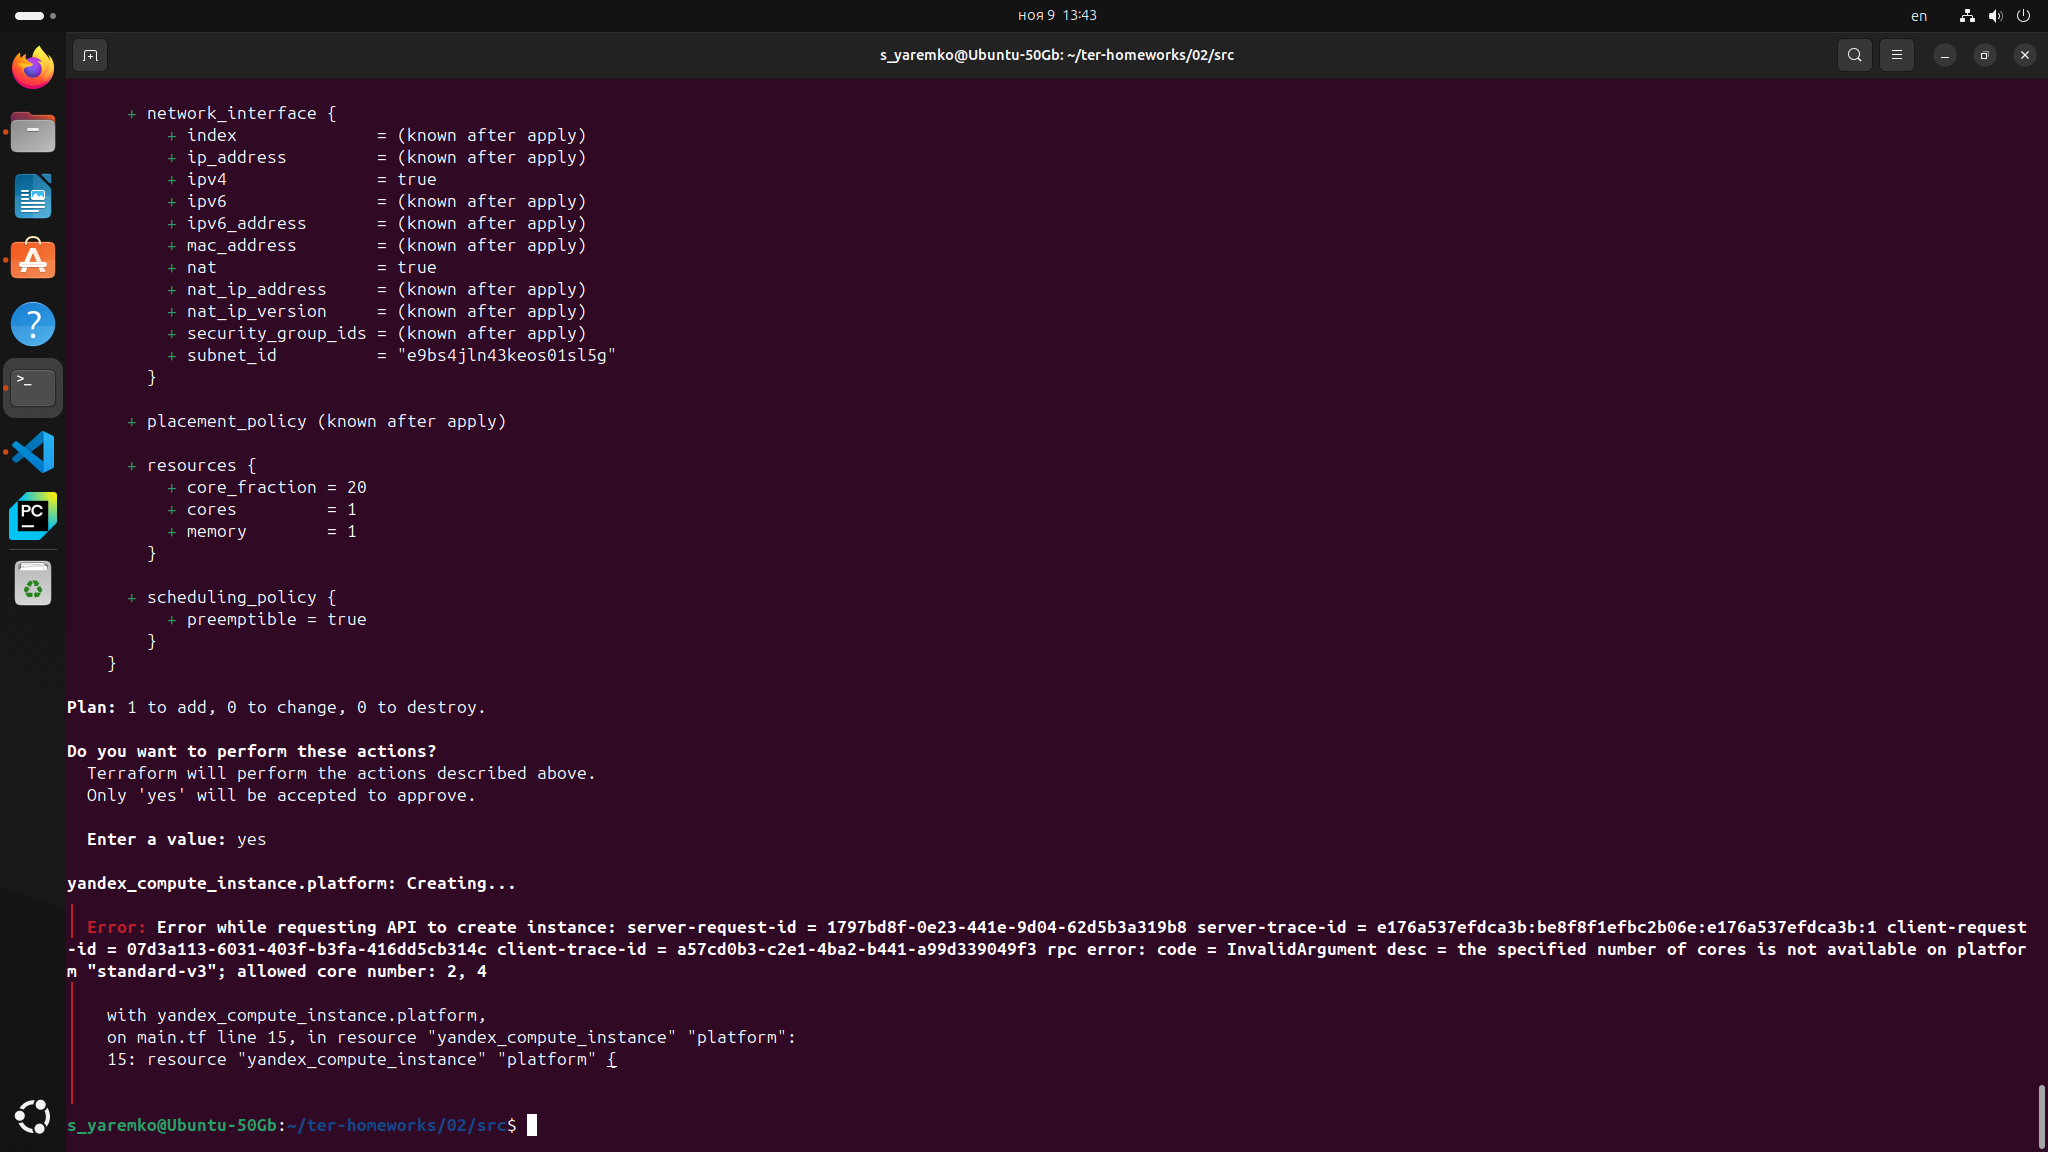 ноя 9 13:43
en
s_yaremko@Ubuntu-50Gb: ~/ter-homeworks/02/src
+ network_interface {
+ index = (known after apply)
+ ip_address = (known after apply)
+ ipv4 = true
+ ipv6 = (known after apply)
+ ipv6_address = (known after apply)
+ mac_address = (known after apply)
+ nat = true
+ nat_ip_address = (known after apply)
+ nat_ip_version = (known after apply)
+ security_group_ids = (known after apply)
+ subnet_id = "e9bs4jln43keos01sl5g"
}
+ placement_policy (known after apply)
+ resources {
+ core_fraction = 20
+ cores = 1
+ memory = 1
}
+ scheduling_policy {
+ preemptible = true
}
}
Plan: 1 to add, 0 to change, 0 to destroy.
Do you want to perform these actions?
Terraform will perform the actions described above.
Only 'yes' will be accepted to approve.
Enter a value: yes
yandex_compute_instance.platform: Creating...
Error: Error while requesting API to create instance: server-request-id = 1797bd8f-0e23-441e-9d04-62d5b3a319b8 server-trace-id = e176a537efdca3b:be8f8f1efbc2b06e:e176a537efdca3b:1 client-request
-id = 07d3a113-6031-403f-b3fa-416dd5cb314c client-trace-id = a57cd0b3-c2e1-4ba2-b441-a99d339049f3 rpc error: code = InvalidArgument desc = the specified number of cores is not available on platfor
m "standard-v3"; allowed core number: 2, 4
with yandex_compute_instance.platform,
on main.tf line 15, in resource "yandex_compute_instance" "platform":
15: resource "yandex_compute_instance" "platform" {
s_yaremko@Ubuntu-50Gb:~/ter-homeworks/02/src$
>_
PC